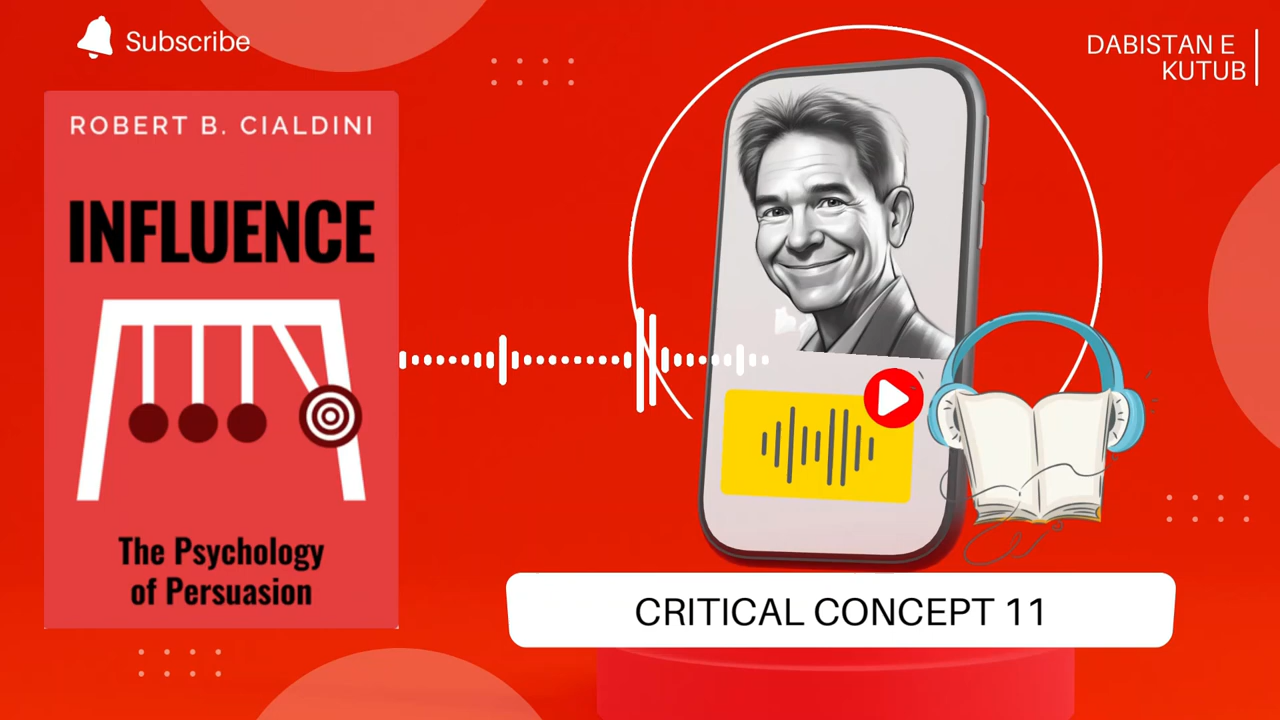 Subscribe
DABISTAN E
KUTUB
ROBERT B. CIALDINI
INFLUENCE
The Psychology
of Persuasion
CRITICAL CONCEPT 11